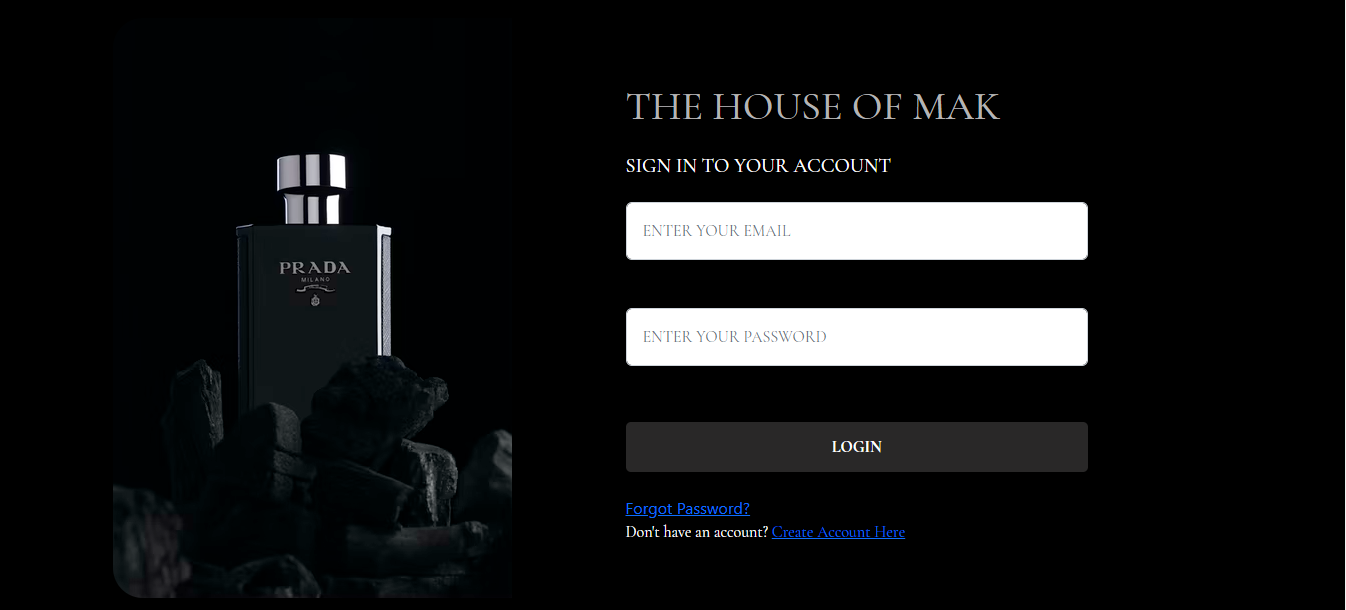 THE HOUSE OF MAK
SIGN IN TO YOUR ACCOUNT
ENTER YOUR EMAIL
ENTER YOUR PASSWORD
LOGIN
Forgot Password?
Don't have an account? Create Account Here
PRADA
MILANO